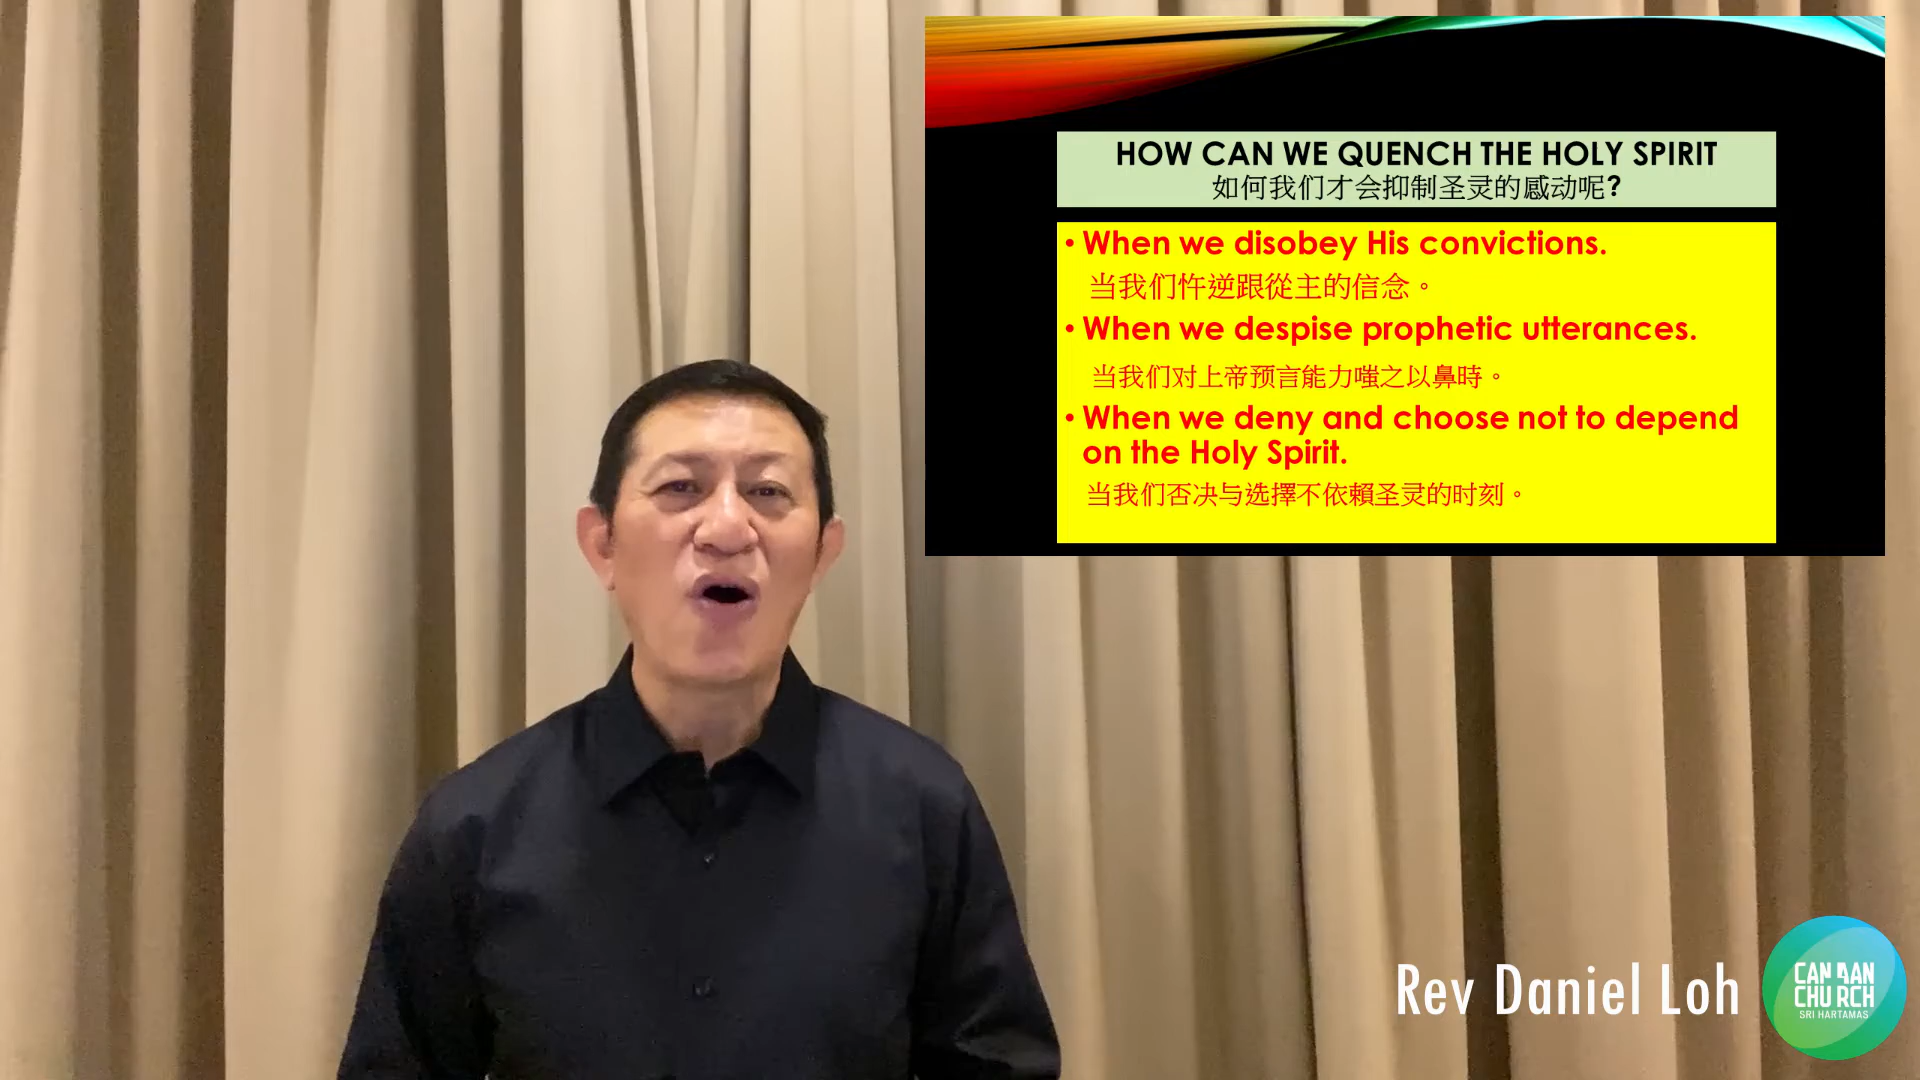 HOW CAN WE QUENCH THE HOLY SPIRIT
如何我们才会抑制圣灵的感动呢?
• When we disobey His convictions.
当我们忤逆跟從主的信念。
• When we despise prophetic utterances.
当我们对上帝预言能力嗤之以鼻時。
• When we deny and choose not to depend
on the Holy Spirit.
当我们否决与选擇不依賴圣灵的时刻。
Rev Daniel Loh
CANAAN
CHURCH
SRI HARTAMAS